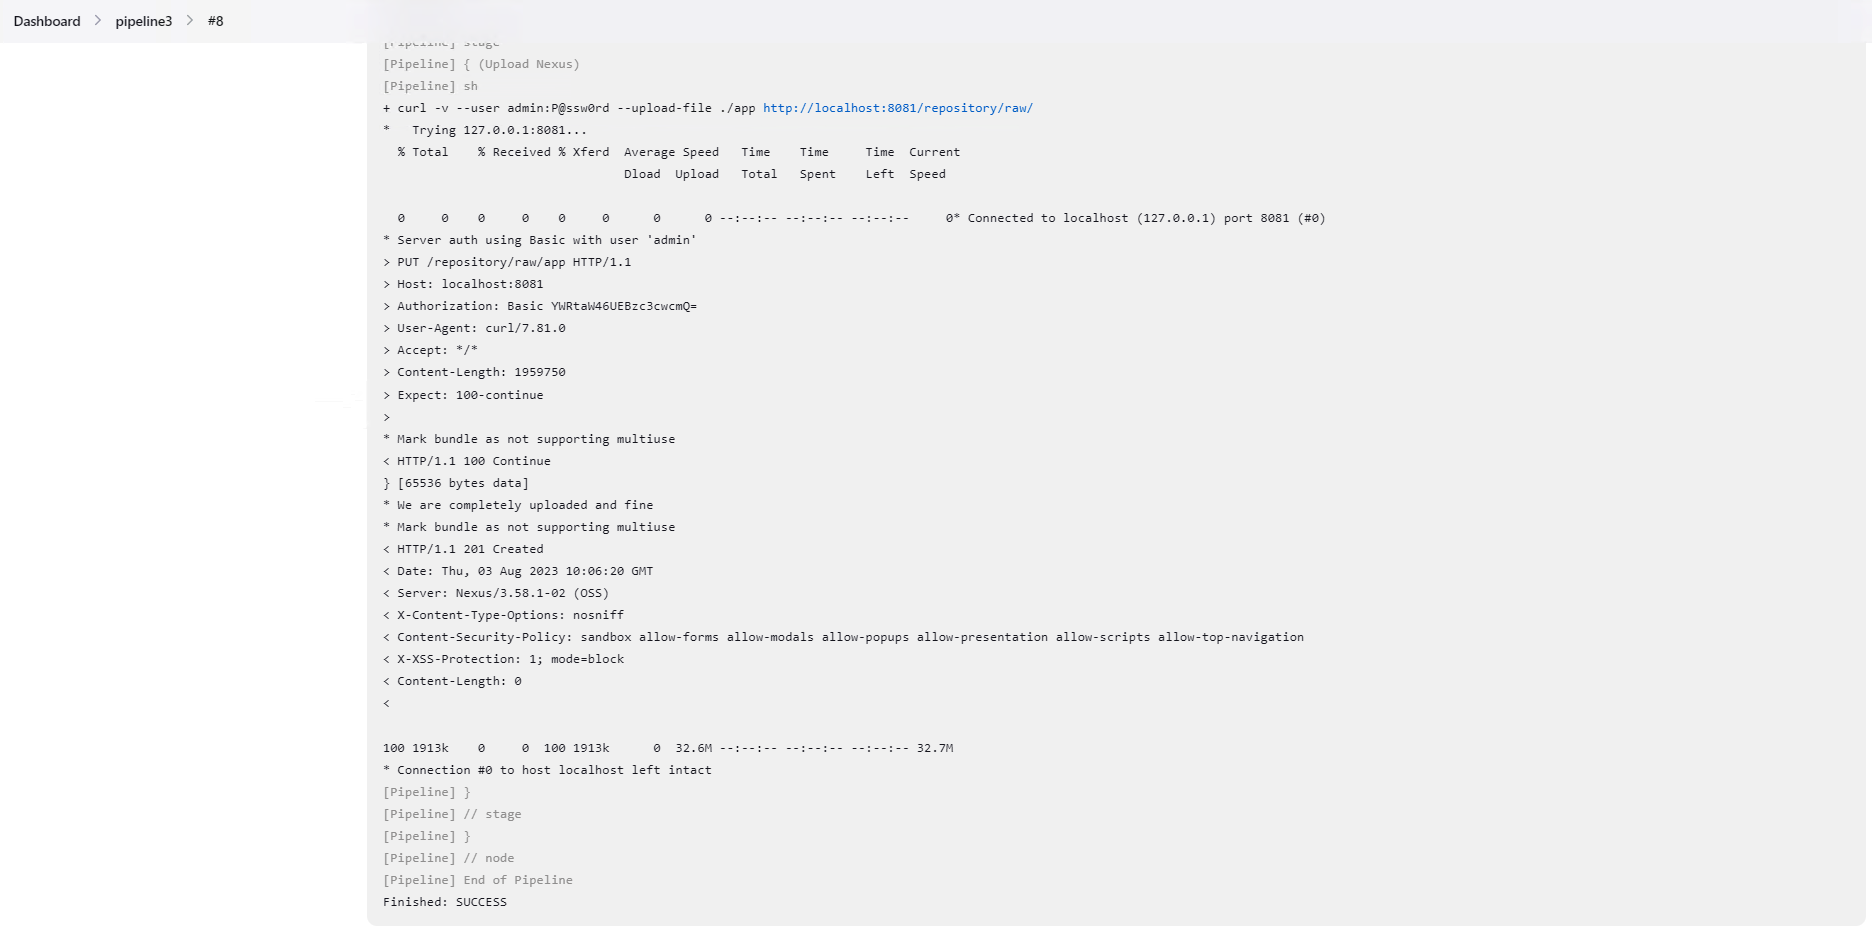 Dashboard > pipeline3 > #8
[Pipeline] stage
[Pipeline] { (Upload Nexus)
[Pipeline] sh
+ curl -v --user admin:P@ssw0rd --upload-file ./app http://localhost:8081/repository/raw/
*   Trying 127.0.0.1:8081...
  % Total    % Received % Xferd  Average Speed   Time    Time     Time  Current
                                 Dload  Upload   Total   Spent    Left  Speed
  0     0    0     0    0     0      0      0 --:--:-- --:--:-- --:--:--     0* Connected to localhost (127.0.0.1) port 8081 (#0)
* Server auth using Basic with user 'admin'
> PUT /repository/raw/app HTTP/1.1
> Host: localhost:8081
> Authorization: Basic YWRtaW46UEBzc3cwcmQ=
> User-Agent: curl/7.81.0
> Accept: */*
> Content-Length: 1959750
> Expect: 100-continue
>
* Mark bundle as not supporting multiuse
< HTTP/1.1 100 Continue
} [65536 bytes data]
* We are completely uploaded and fine
* Mark bundle as not supporting multiuse
< HTTP/1.1 201 Created
< Date: Thu, 03 Aug 2023 10:06:20 GMT
< Server: Nexus/3.58.1-02 (OSS)
< X-Content-Type-Options: nosniff
< Content-Security-Policy: sandbox allow-forms allow-modals allow-popups allow-presentation allow-scripts allow-top-navigation
< X-XSS-Protection: 1; mode=block
< Content-Length: 0
<
100 1913k    0     0  100 1913k      0  32.6M --:--:-- --:--:-- --:--:-- 32.7M
* Connection #0 to host localhost left intact
[Pipeline] }
[Pipeline] // stage
[Pipeline] }
[Pipeline] // node
[Pipeline] End of Pipeline
Finished: SUCCESS